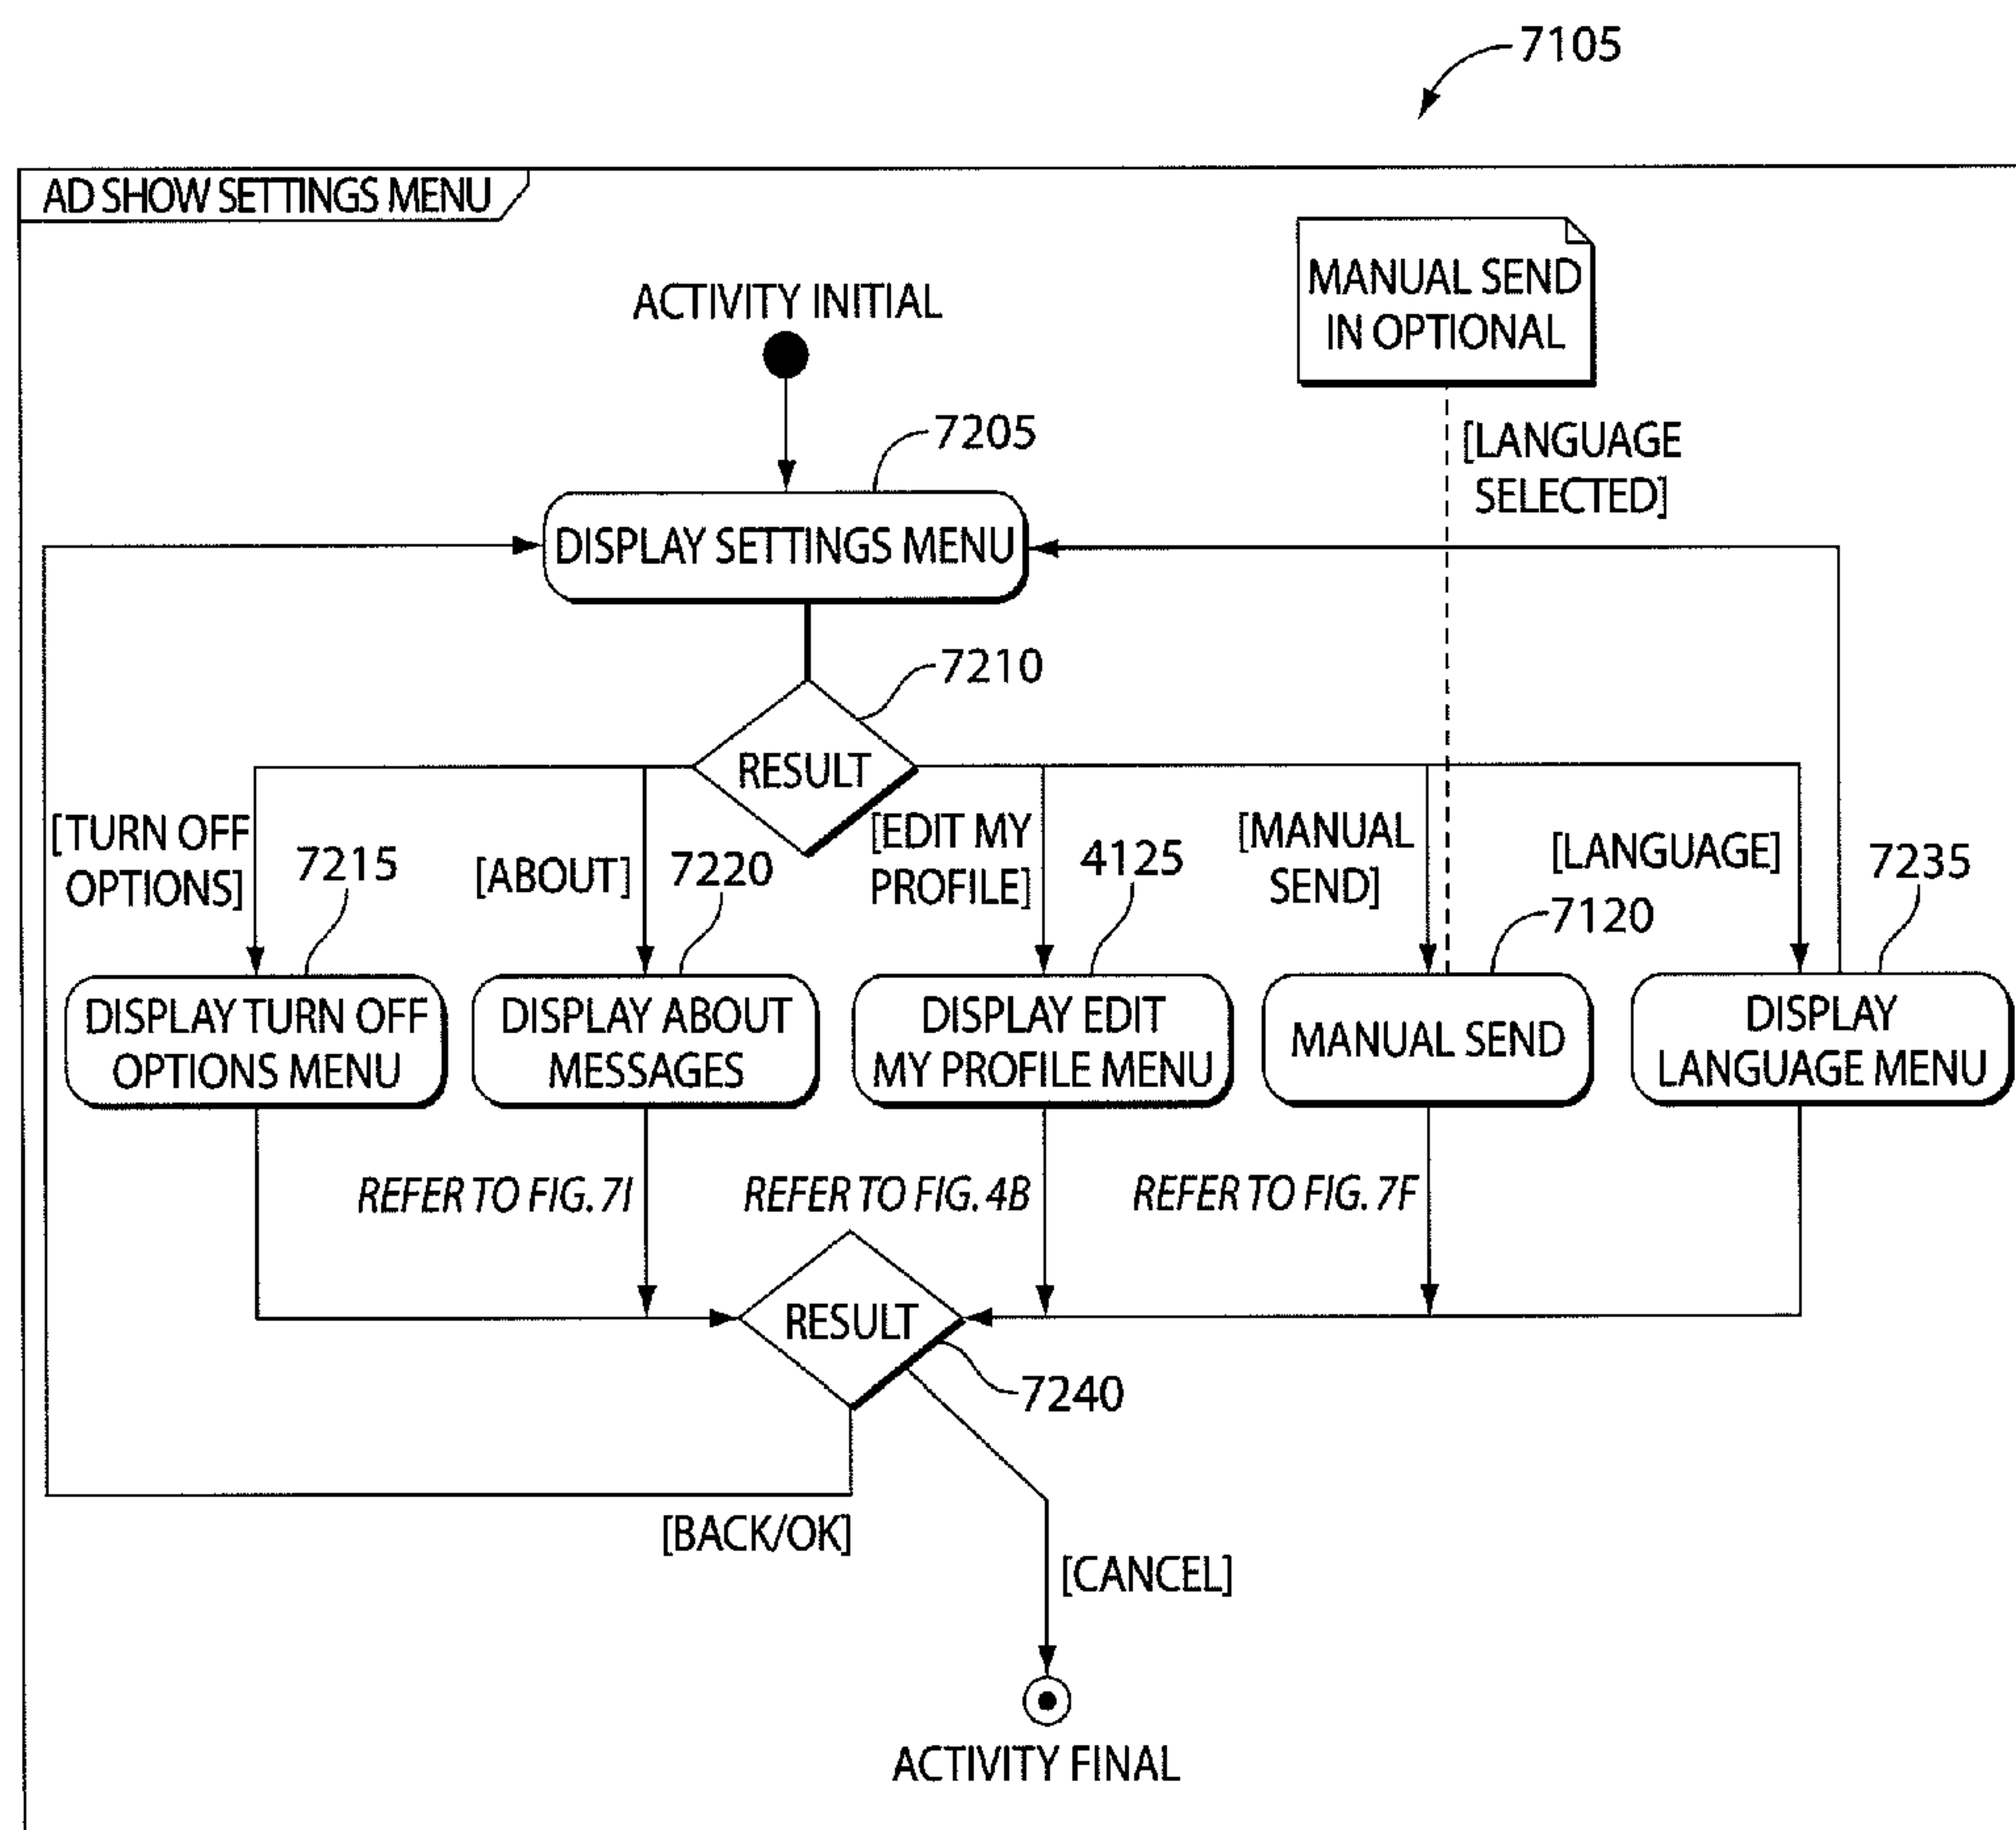 7105
AD SHOW SETTINGS MENU
MANUAL SEND
IN OPTIONAL
ACTIVITY INITIAL
7205
[LANGUAGE
SELECTED]
DISPLAY SETTINGS MENU
7210
RESULT
[TURN OFF
OPTIONS]
7215
[ABOUT]
7220
[EDIT MY
PROFILE]
4125
[MANUAL
SEND]
7120
[LANGUAGE]
7235
DISPLAY TURN OFF
OPTIONS MENU
DISPLAY ABOUT
MESSAGES
DISPLAY EDIT
MY PROFILE MENU
MANUAL SEND
DISPLAY
LANGUAGE MENU
REFER TO FIG. 7I
REFER TO FIG. 4B
REFER TO FIG. 7F
RESULT
7240
[BACK/OK]
[CANCEL]
ACTIVITY FINAL